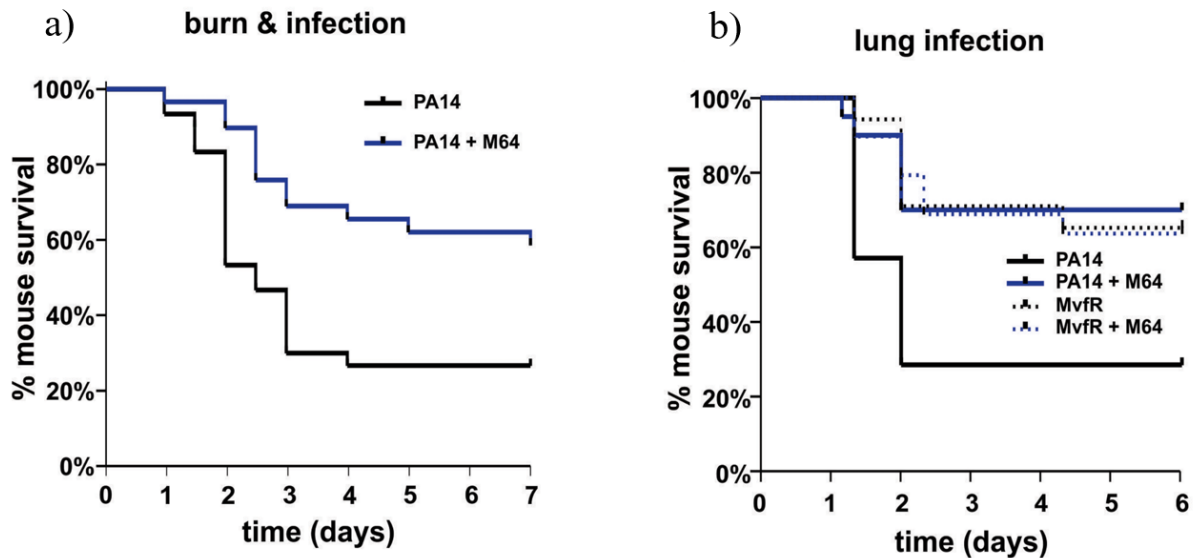 a)
burn & infection
% mouse survival
100%
80%
60%
40%
20%
0%
PA14
PA14 + M64
0 1 2 3 4 5 6 7
time (days)
b)
lung infection
% mouse survival
100%
80%
60%
40%
20%
0%
PA14
PA14 + M64
MvfR
MvfR + M64
0 1 2 3 4 5 6
time (days)